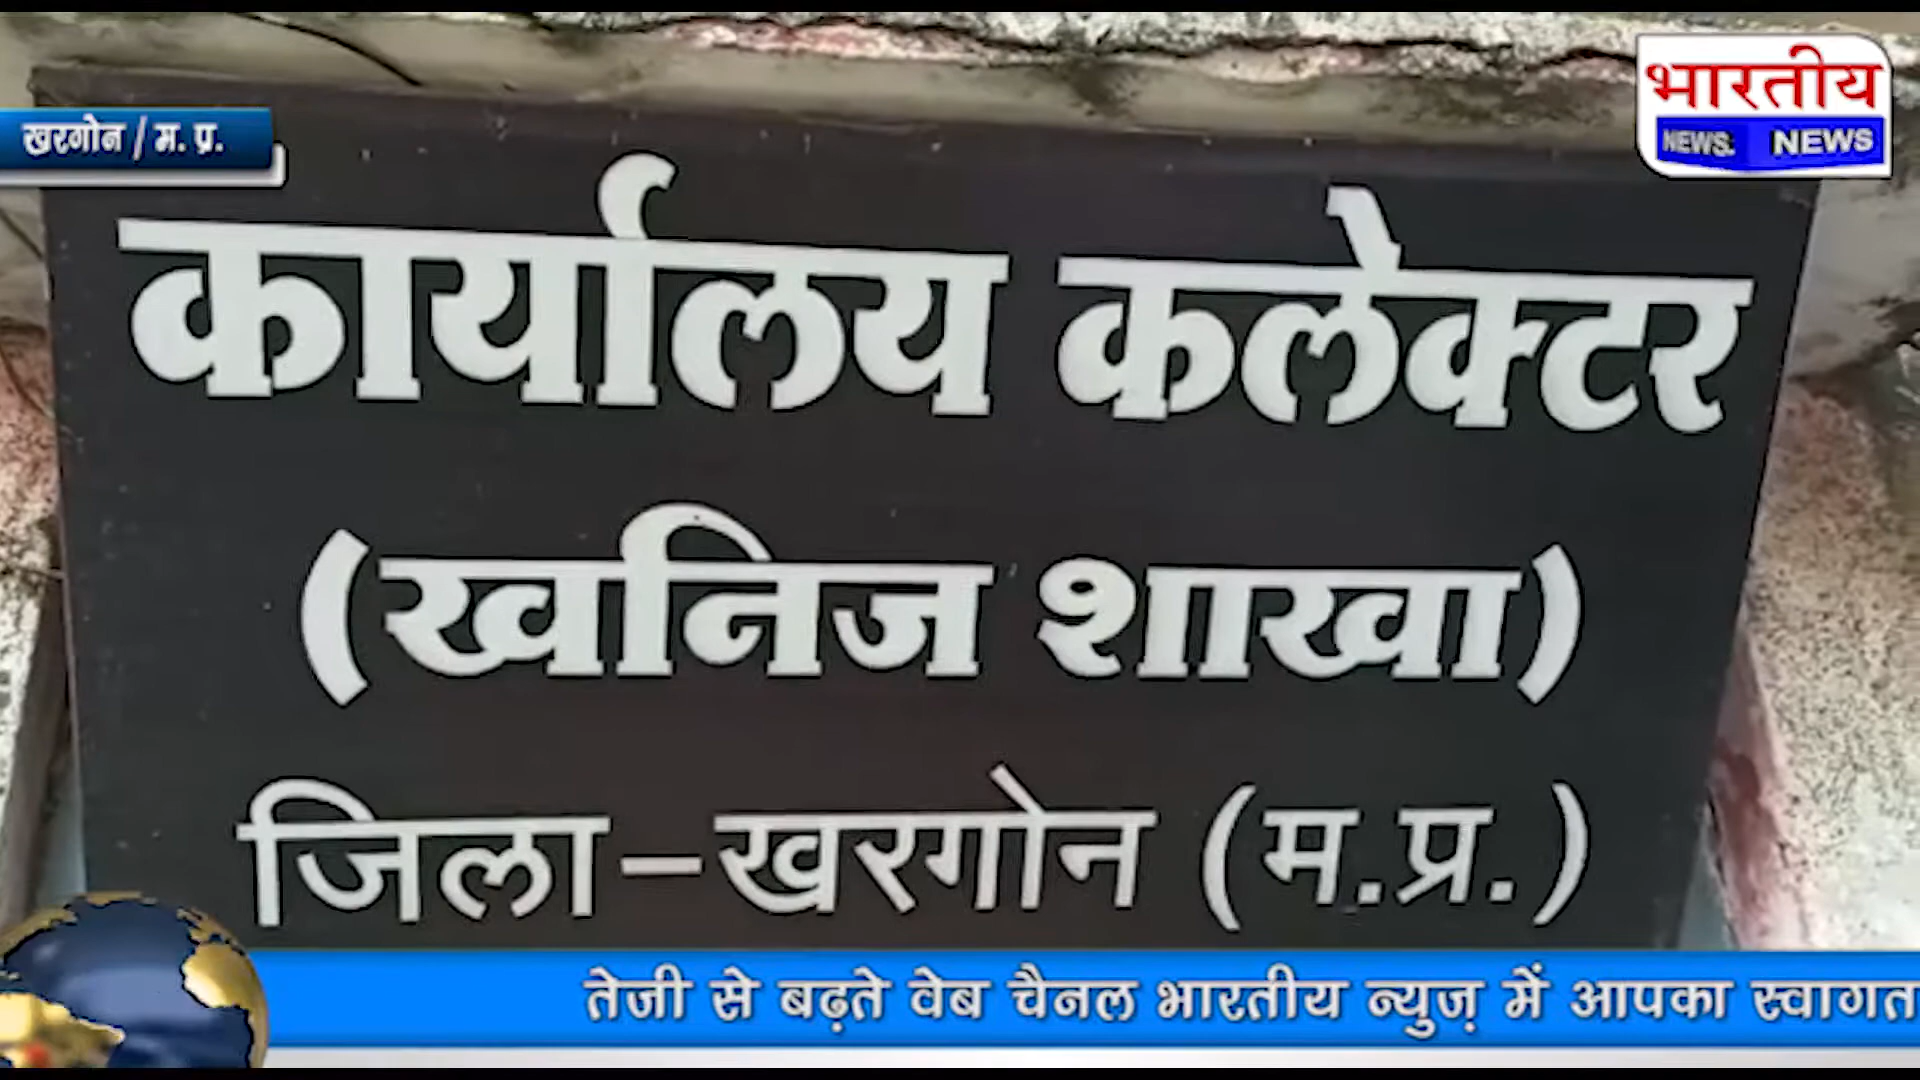 भारतीय
NEWS. NEWS
खरगोन / म. प्र.
कार्यालय कलेक्टर
(खनिज शाखा)
जिला-खरगोन (म.प्र.)
तेजी से बढ़ते वेब चैनल भारतीय न्युज़ में आपका स्वागत